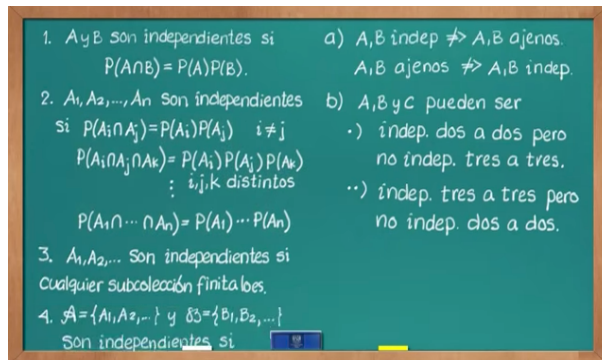 1. A y B son independientes si
P(A∩B) = P(A)P(B).
2. A₁, A₂, ..., Aₙ son independientes
si P(Aᵢ∩Aⱼ)=P(Aᵢ)P(Aⱼ) i≠j
P(Aᵢ∩Aⱼ∩Aₖ)= P(Aᵢ)P(Aⱼ)P(Aₖ)
⋮ i,j,k distintos
P(A₁∩⋯∩Aₙ)=P(A₁)⋯P(Aₙ)
3. A₁, A₂,... son independientes si
cualquier subcolección finita lo es.
4. 𝒜={A₁,A₂,...} y ℬ={B₁,B₂,...}
son independientes si
a) A,B indep ⇏ A,B ajenos.
A,B ajenos ⇏ A,B indep.
b) A,B y C pueden ser
·) indep. dos a dos pero
no indep. tres a tres.
··) indep. tres a tres pero
no indep. dos a dos.